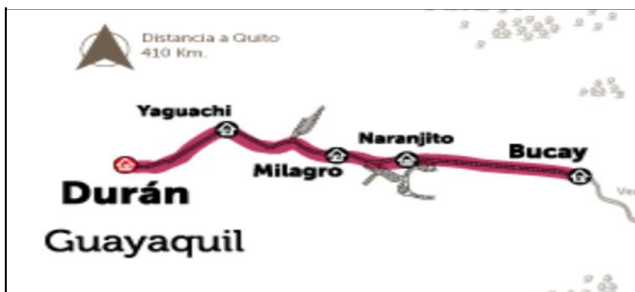 Distancia a Quito
410 Km.
Yaguachi
Naranjito
Milagro
Bucay
Durán
Guayaquil